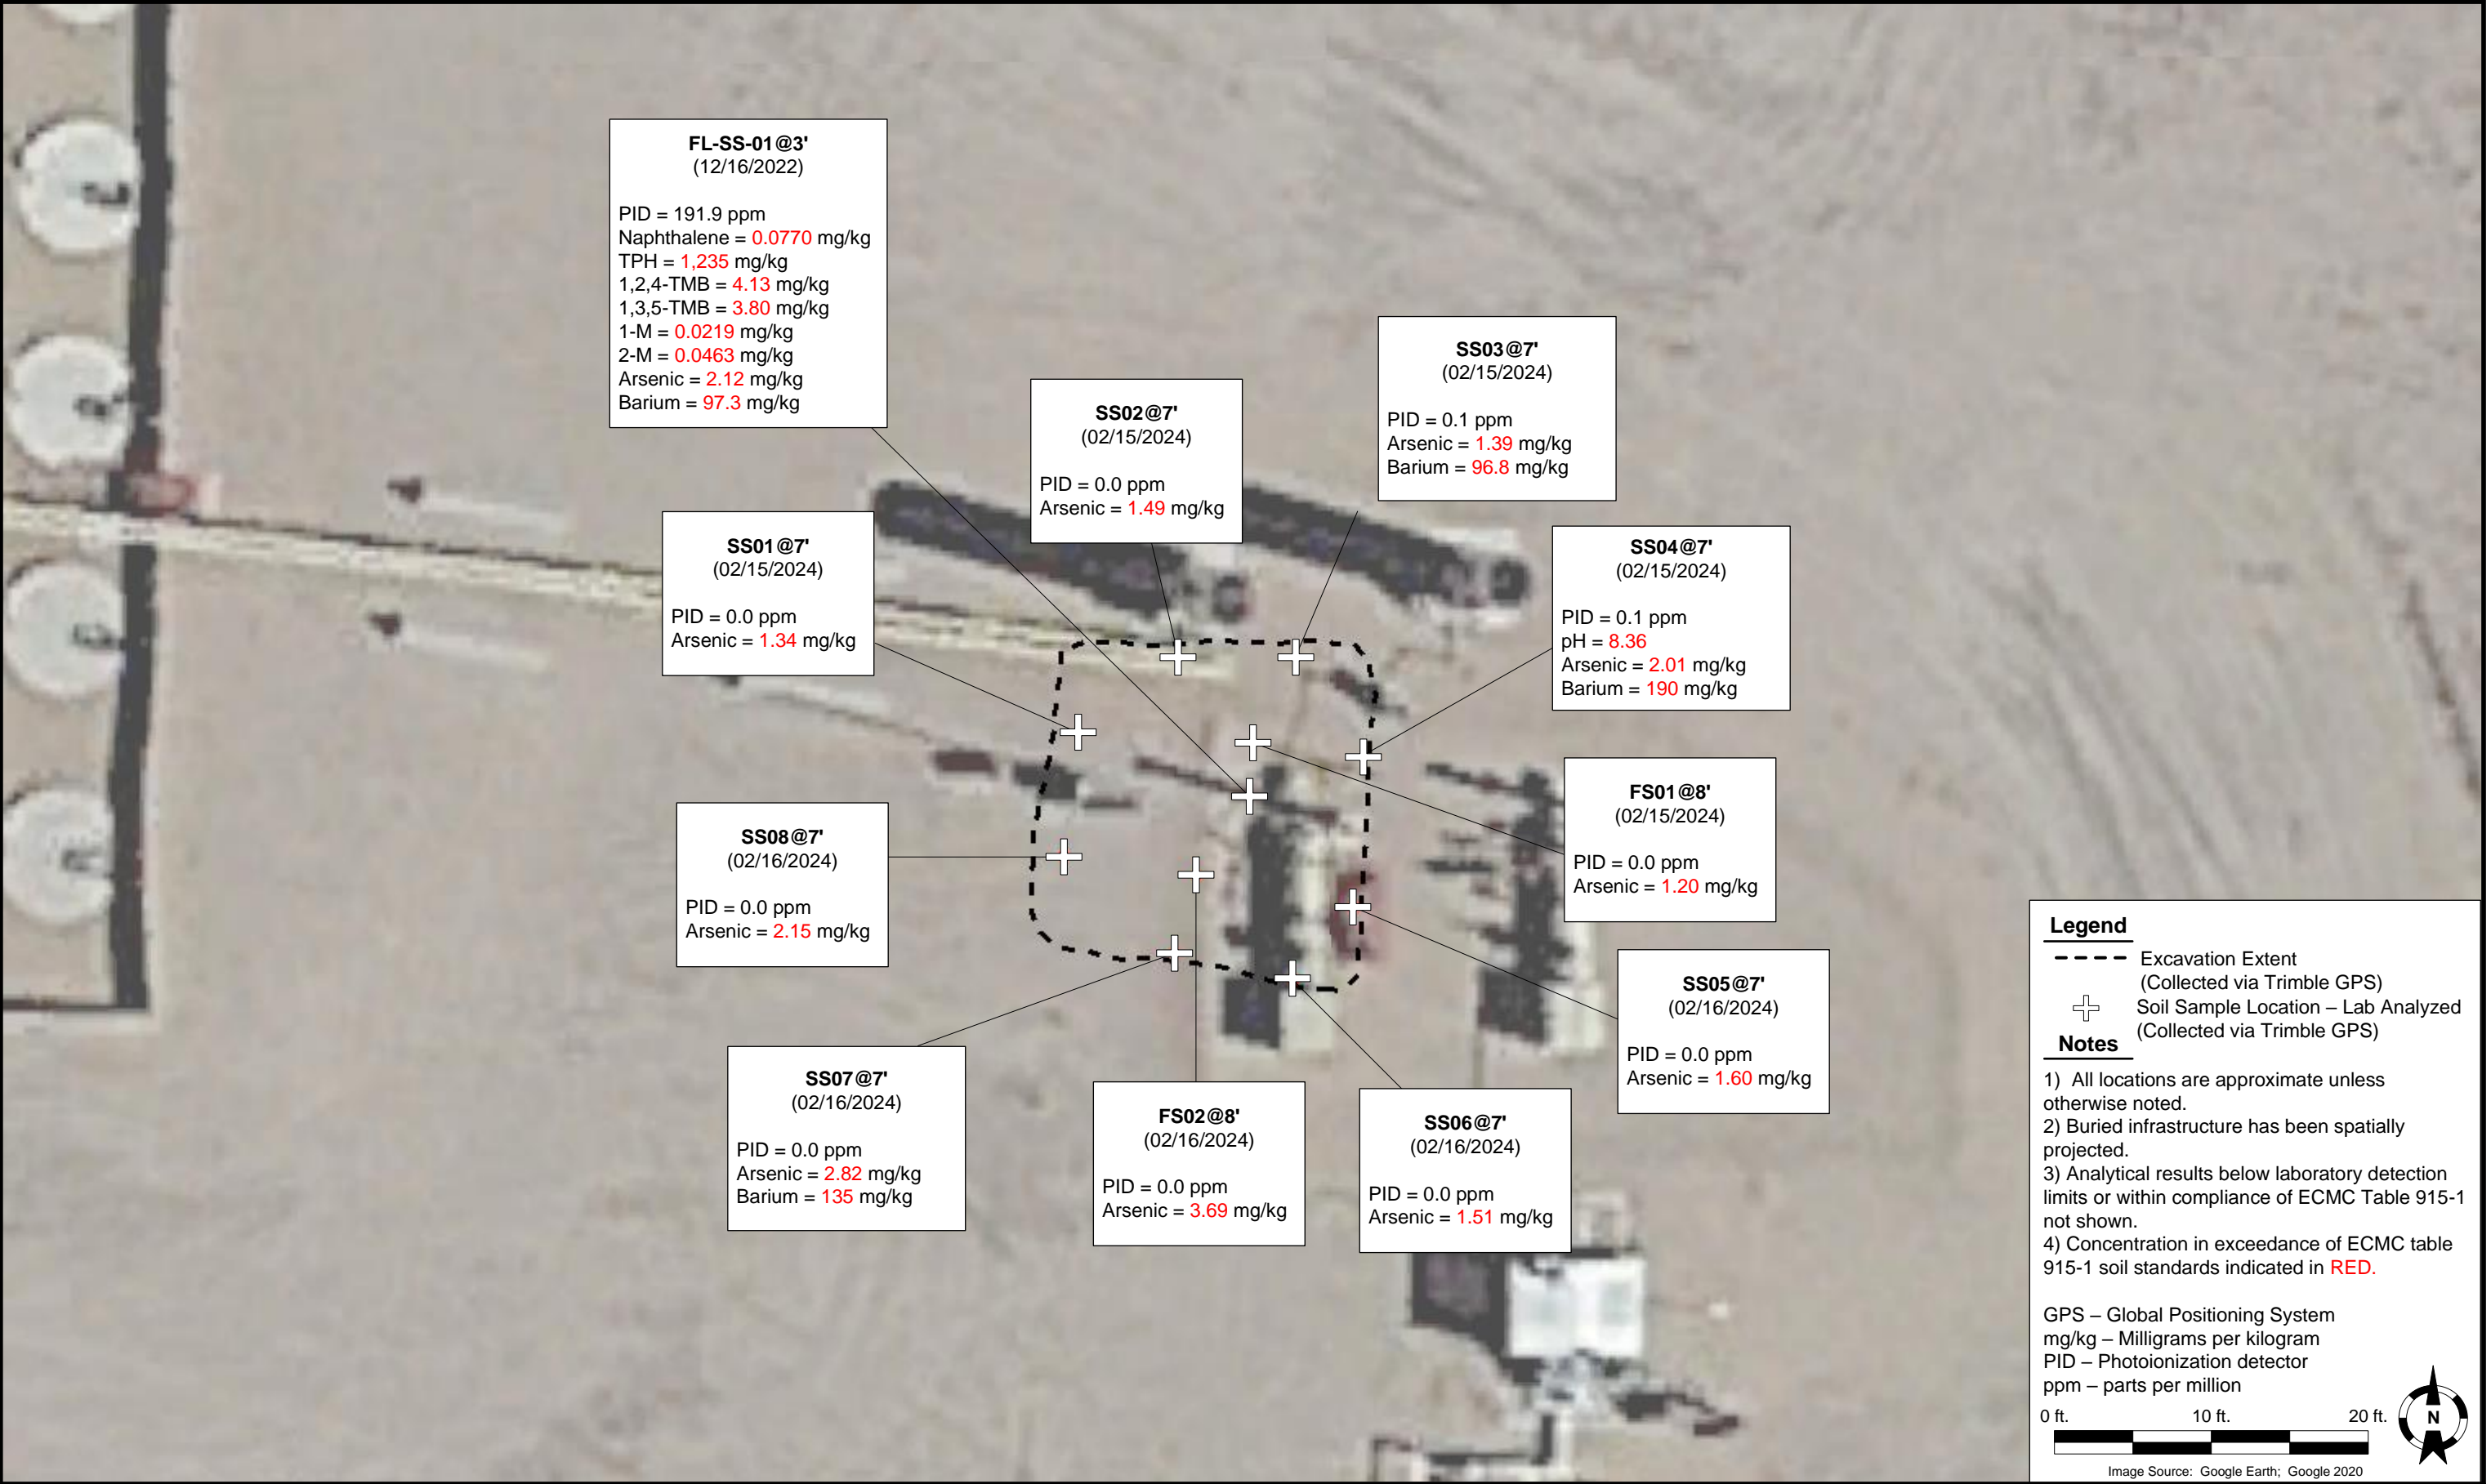 FL-SS-01@3'
(12/16/2022)
PID = 191.9 ppm
Naphthalene = 0.0770 mg/kg
TPH = 1,235 mg/kg
1,2,4-TMB = 4.13 mg/kg
1,3,5-TMB = 3.80 mg/kg
1-M = 0.0219 mg/kg
2-M = 0.0463 mg/kg
Arsenic = 2.12 mg/kg
Barium = 97.3 mg/kg
SS02@7'
(02/15/2024)
PID = 0.0 ppm
Arsenic = 1.49 mg/kg
SS03@7'
(02/15/2024)
PID = 0.1 ppm
Arsenic = 1.39 mg/kg
Barium = 96.8 mg/kg
SS01@7'
(02/15/2024)
PID = 0.0 ppm
Arsenic = 1.34 mg/kg
SS04@7'
(02/15/2024)
PID = 0.1 ppm
pH = 8.36
Arsenic = 2.01 mg/kg
Barium = 190 mg/kg
FS01@8'
(02/15/2024)
PID = 0.0 ppm
Arsenic = 1.20 mg/kg
SS08@7'
(02/16/2024)
PID = 0.0 ppm
Arsenic = 2.15 mg/kg
SS05@7'
(02/16/2024)
PID = 0.0 ppm
Arsenic = 1.60 mg/kg
SS07@7'
(02/16/2024)
PID = 0.0 ppm
Arsenic = 2.82 mg/kg
Barium = 135 mg/kg
FS02@8'
(02/16/2024)
PID = 0.0 ppm
Arsenic = 3.69 mg/kg
SS06@7'
(02/16/2024)
PID = 0.0 ppm
Arsenic = 1.51 mg/kg
Legend
Excavation Extent
(Collected via Trimble GPS)
Soil Sample Location – Lab Analyzed
(Collected via Trimble GPS)
Notes
1) All locations are approximate unless
otherwise noted.
2) Buried infrastructure has been spatially
projected.
3) Analytical results below laboratory detection
limits or within compliance of ECMC Table 915-1
not shown.
4) Concentration in exceedance of ECMC table
915-1 soil standards indicated in RED.
GPS – Global Positioning System
mg/kg – Milligrams per kilogram
PID – Photoionization detector
ppm – parts per million
0 ft. 10 ft. 20 ft.
N
Image Source: Google Earth; Google 2020